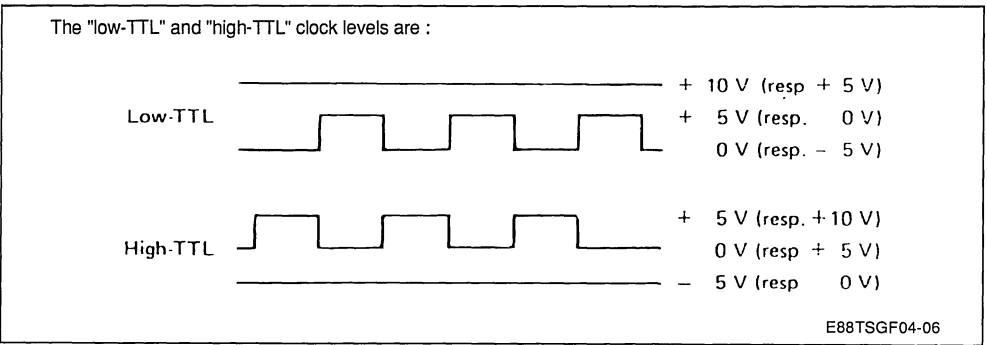 The "low-TTL" and "high-TTL" clock levels are :
+ 10 V (resp + 5 V)
Low-TTL
+ 5 V (resp. 0 V)
0 V (resp. – 5 V)
+ 5 V (resp. +10 V)
High-TTL
0 V (resp + 5 V)
– 5 V (resp 0 V)
E88TSGF04-06